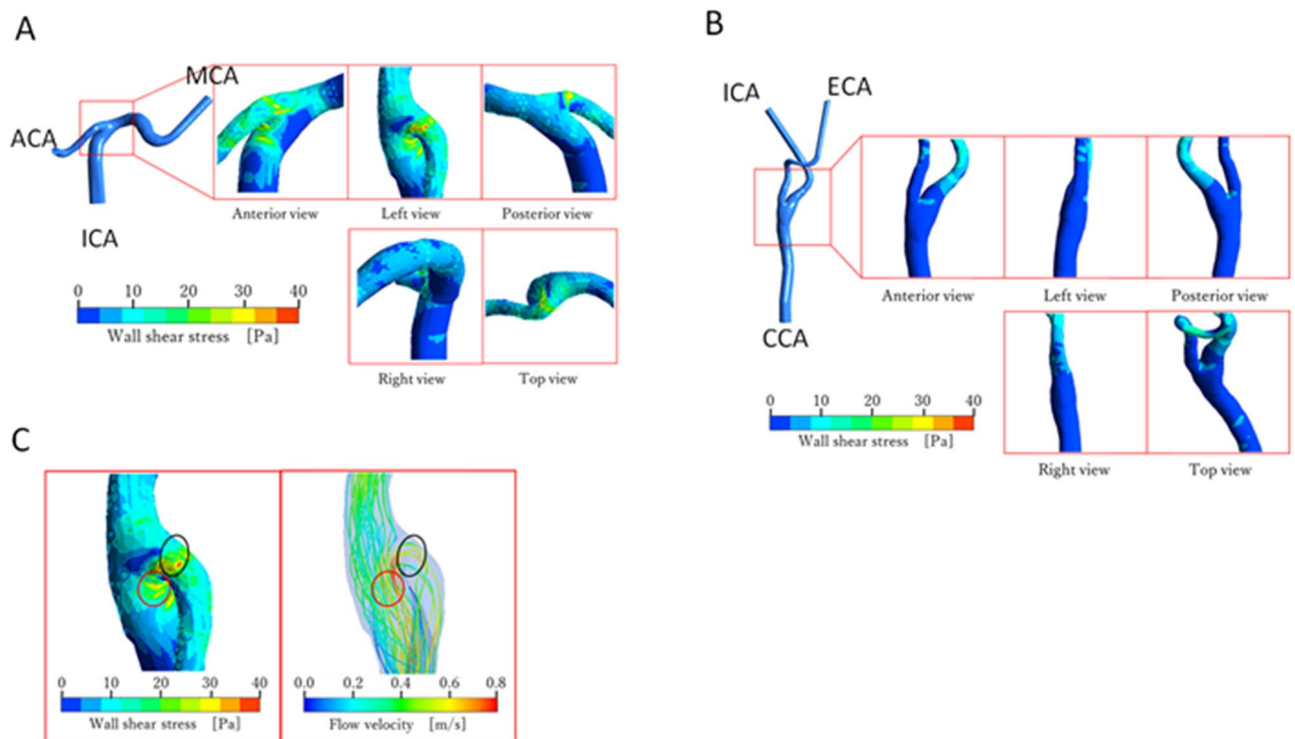 A
MCA
ACA
ICA
Anterior view
Left view
Posterior view
0 10 20 30 40
Wall shear stress [Pa]
Right view
Top view
B
ICA
ECA
CCA
Anterior view
Left view
Posterior view
0 10 20 30 40
Wall shear stress [Pa]
Right view
Top view
C
0 10 20 30 40
Wall shear stress [Pa]
0.0 0.2 0.4 0.6 0.8
Flow velocity [m/s]